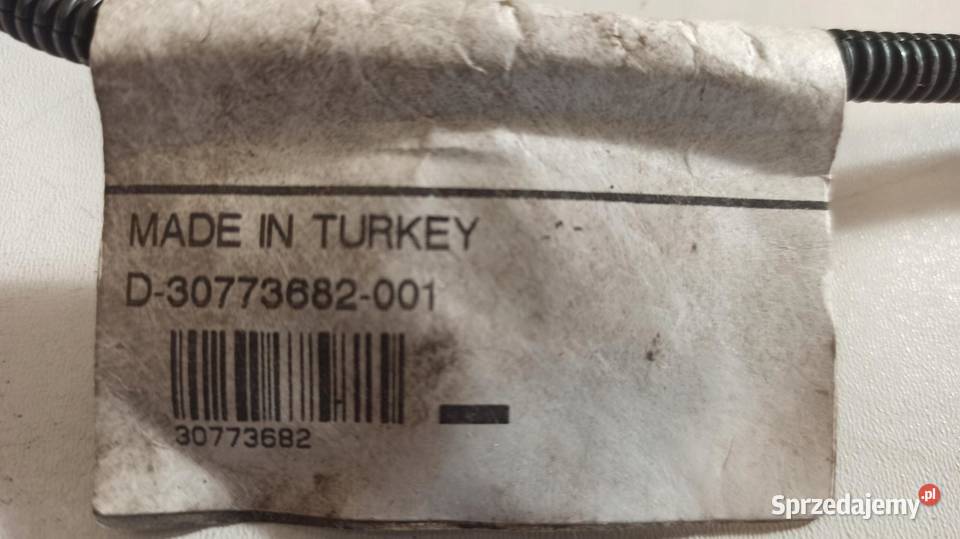 MADE IN TURKEY
D-30773682-001
30773682
Sprzedajemy.pl